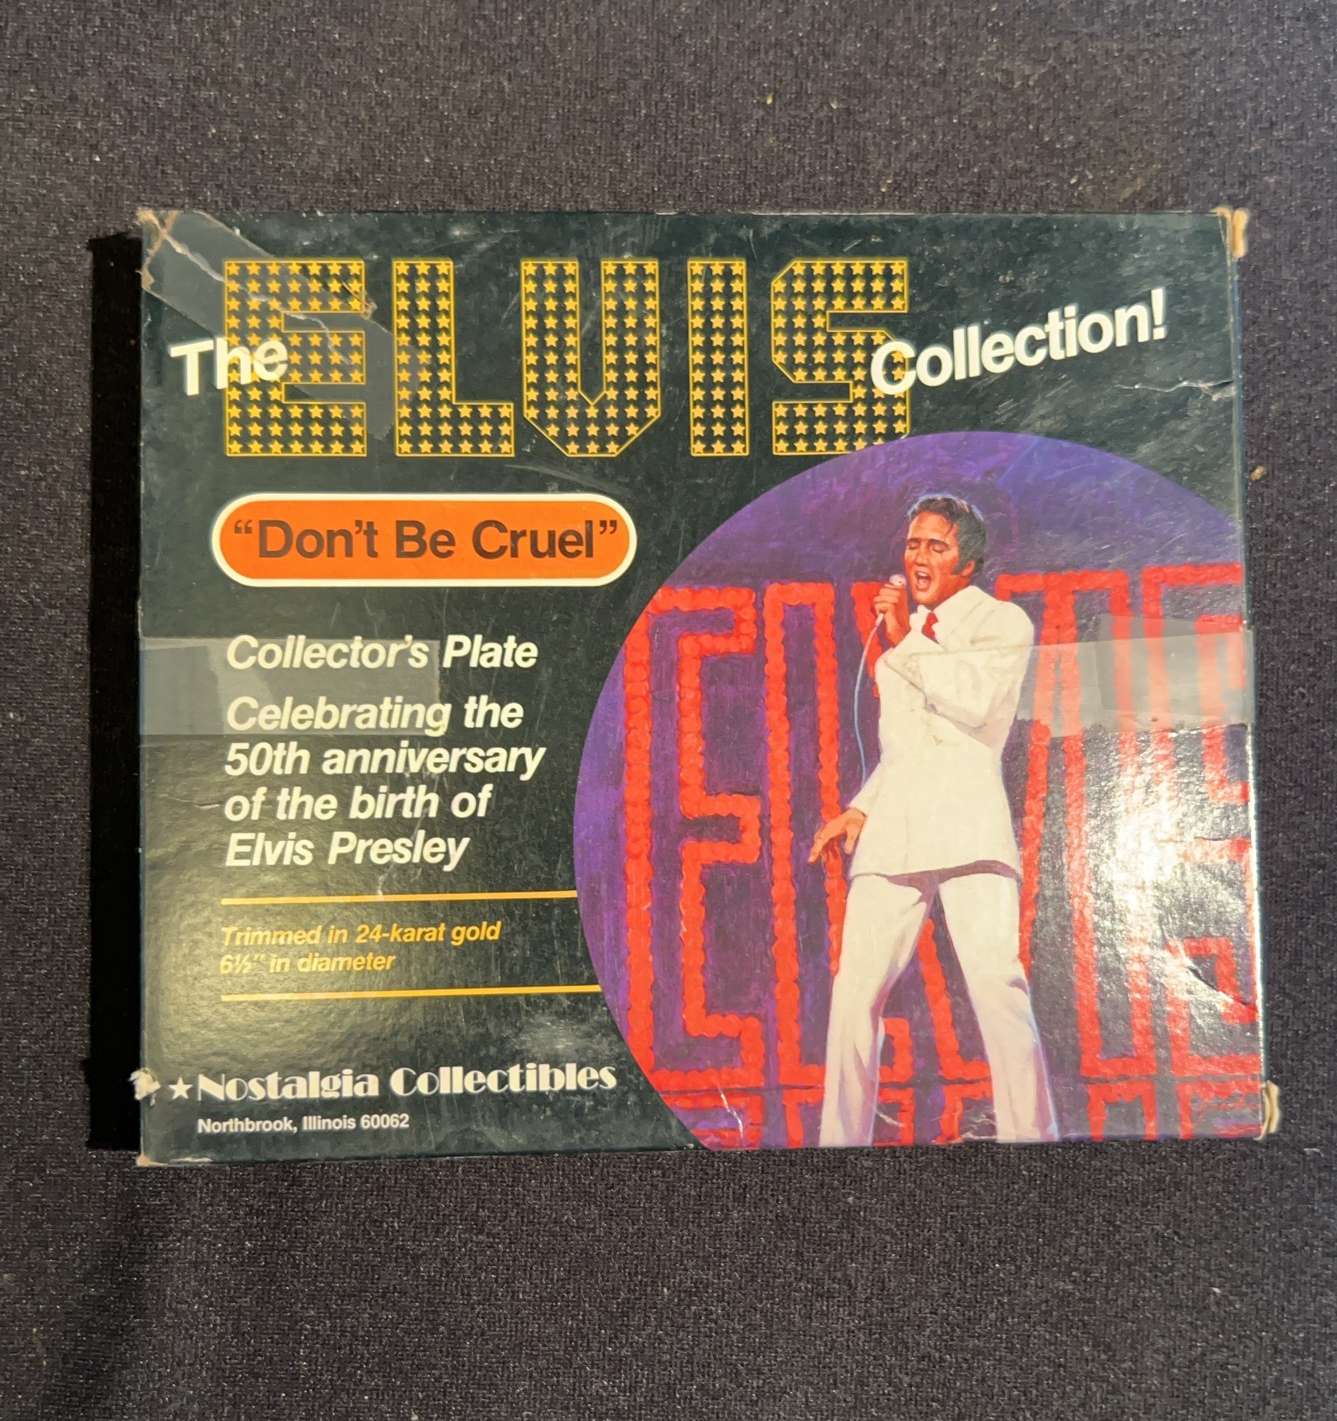 The ELVIS Collection!
“Don't Be Cruel”
Collector's Plate
Celebrating the
50th anniversary
of the birth of
Elvis Presley
Trimmed in 24-karat gold
6½" in diameter
★Nostalgia Collectibles
Northbrook, Illinois 60062
ELVIS